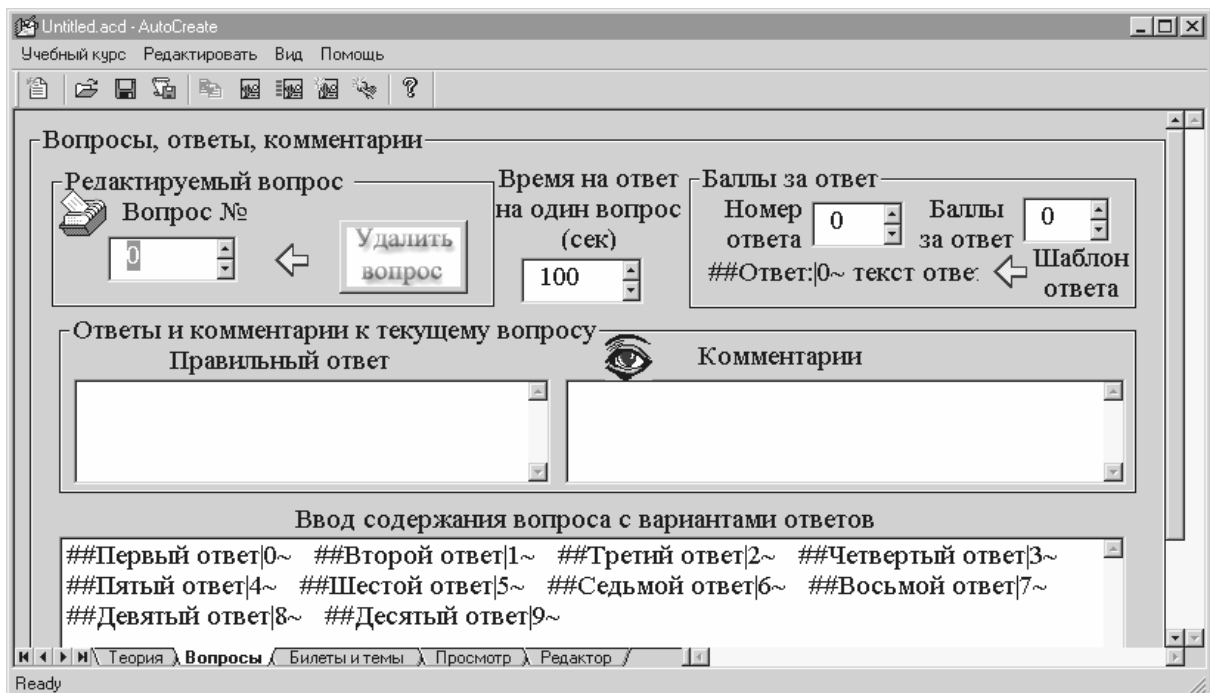 Untitled.acd - AutoCreate
Учебный курс Редактировать Вид Помощь
Вопросы, ответы, комментарии
Редактируемый вопрос
Вопрос №
0
Удалить
вопрос
Время на ответ
на один вопрос
(сек)
100
Баллы за ответ
Номер
ответа
0
Баллы
за ответ
0
##Ответ:|0~ текст отве
Шаблон
ответа
Ответы и комментарии к текущему вопросу
Правильный ответ
Комментарии
Ввод содержания вопроса с вариантами ответов
##Первый ответ|0~ ##Второй ответ|1~ ##Третий ответ|2~ ##Четвертый ответ|3~
##Пятый ответ|4~ ##Шестой ответ|5~ ##Седьмой ответ|6~ ##Восьмой ответ|7~
##Девятый ответ|8~ ##Десятый ответ|9~
Теория Вопросы Билеты и темы Просмотр Редактор
Ready